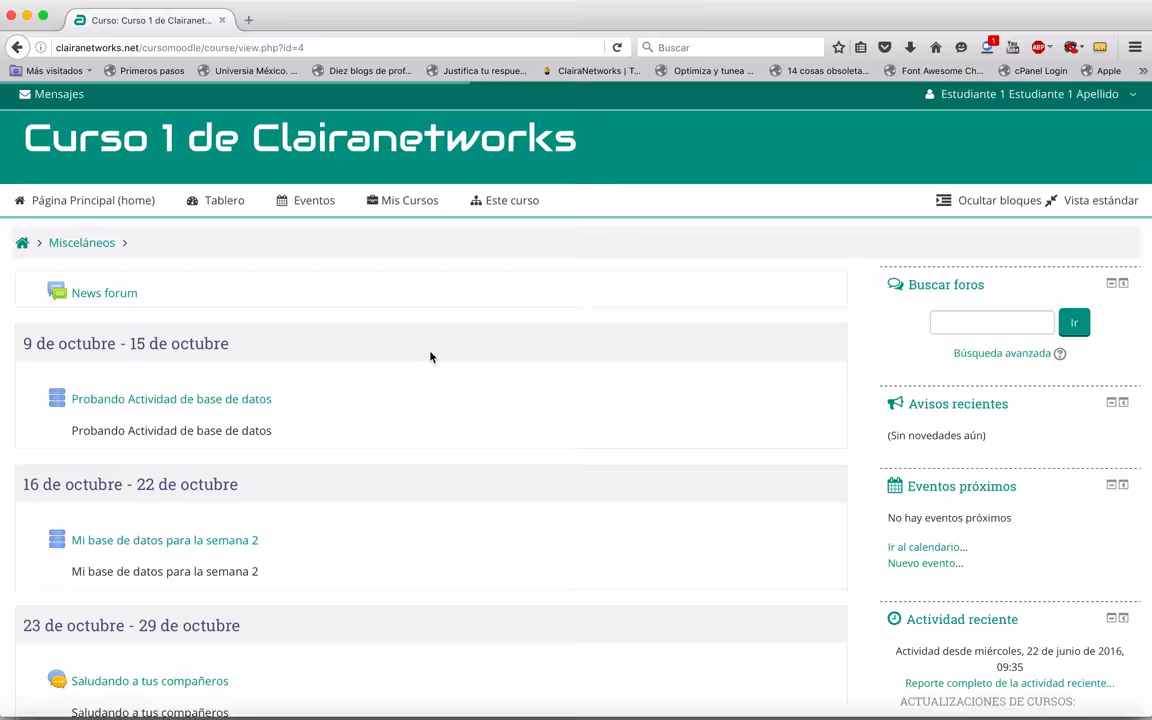 Curso: Curso 1 de Clairanet...
clairanetworks.net/cursomoodle/course/view.php?id=4
Buscar
1
ABP
Más visitados
Primeros pasos
Universia México. ...
Diez blogs de prof...
Justifica tu respue...
ClairaNetworks | T...
Optimiza y tunea ...
14 cosas obsoleta...
Font Awesome Ch...
cPanel Login
Apple
Mensajes
Estudiante 1 Estudiante 1 Apellido
Curso 1 de Clairanetworks
Página Principal (home)
Tablero
Eventos
Mis Cursos
Este curso
Ocultar bloques
Vista estándar
Misceláneos
News forum
9 de octubre - 15 de octubre
Probando Actividad de base de datos
Probando Actividad de base de datos
16 de octubre - 22 de octubre
Mi base de datos para la semana 2
Mi base de datos para la semana 2
23 de octubre - 29 de octubre
Saludando a tus compañeros
Saludando a tus compañeros
Buscar foros
Ir
Búsqueda avanzada
Avisos recientes
(Sin novedades aún)
Eventos próximos
No hay eventos próximos
Ir al calendario...
Nuevo evento...
Actividad reciente
Actividad desde miércoles, 22 de junio de 2016,
09:35
Reporte completo de la actividad reciente...
ACTUALIZACIONES DE CURSOS: